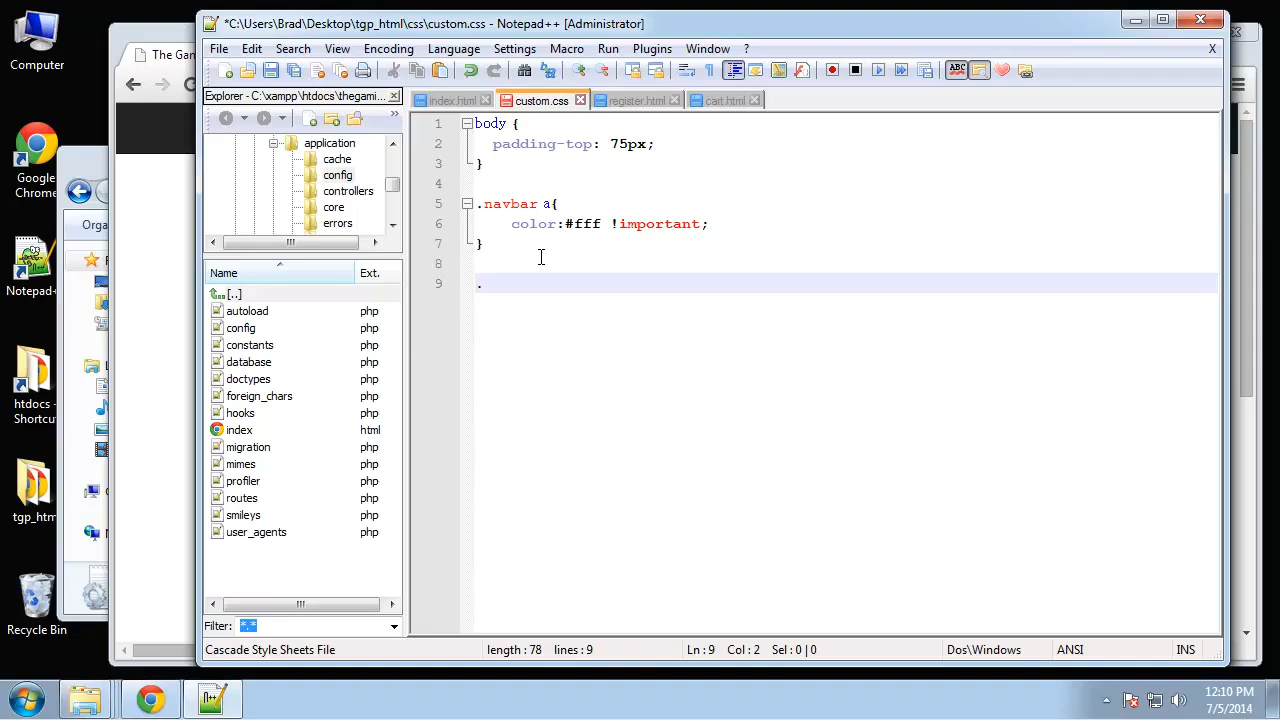 Computer
Google Chrome
Notepad+
htdocs - Shortcu
tgp_htm
Recycle Bin
The Gan
Orga
*C:\Users\Brad\Desktop\tgp_html\css\custom.css - Notepad++ [Administrator]
File Edit Search View Encoding Language Settings Macro Run Plugins Window ? X
Explorer - C:\xampp\htdocs\thegami...
index.html custom.css register.html cart.html
application
cache
config
controllers
core
errors
Name Ext.
[..]
autoload php
config php
constants php
database php
doctypes php
foreign_chars php
hooks php
index html
migration php
mimes php
profiler php
routes php
smileys php
user_agents php
Filter: *.*
1 body {
2 padding-top: 75px;
3 }
4
5 .navbar a{
6 color:#fff !important;
7 }
8
9 .
Cascade Style Sheets File length : 78 lines : 9 Ln : 9 Col : 2 Sel : 0 | 0 Dos\Windows ANSI INS
12:10 PM
7/5/2014